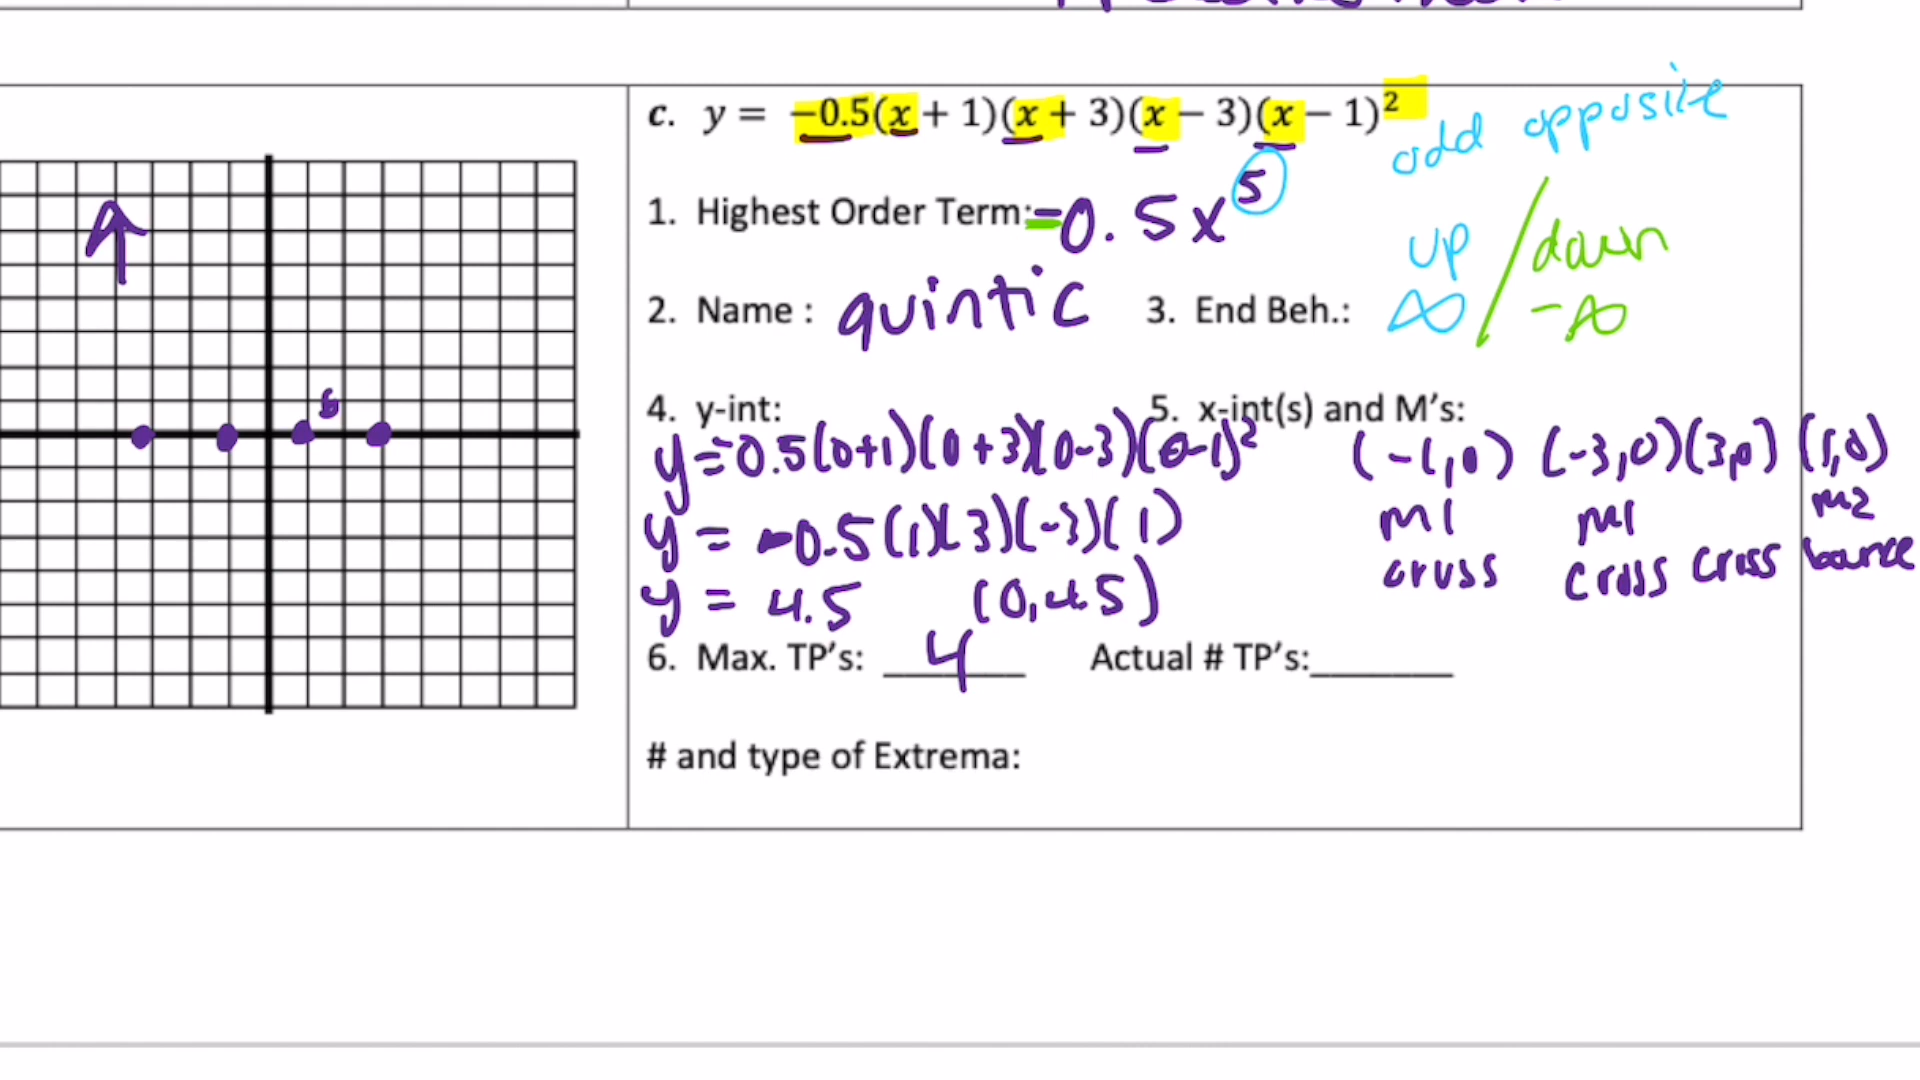 c. y = −0.5(x + 1)(x + 3)(x − 3)(x − 1)²
odd opposite
1. Highest Order Term: -0.5x⁵
up / down
2. Name : quintic 3. End Beh.: ∞ / -∞
4. y-int: 5. x-int(s) and M's:
y = 0.5(0+1)(0+3)(0-3)(0-1)² (-1,0) (-3,0) (3,0) (1,0)
y = -0.5(1)(3)(-3)(1) m1 m1 m2
cross cross cross bounce
y = 4.5 (0,4.5)
6. Max. TP's: 4 Actual # TP's:_______
# and type of Extrema: